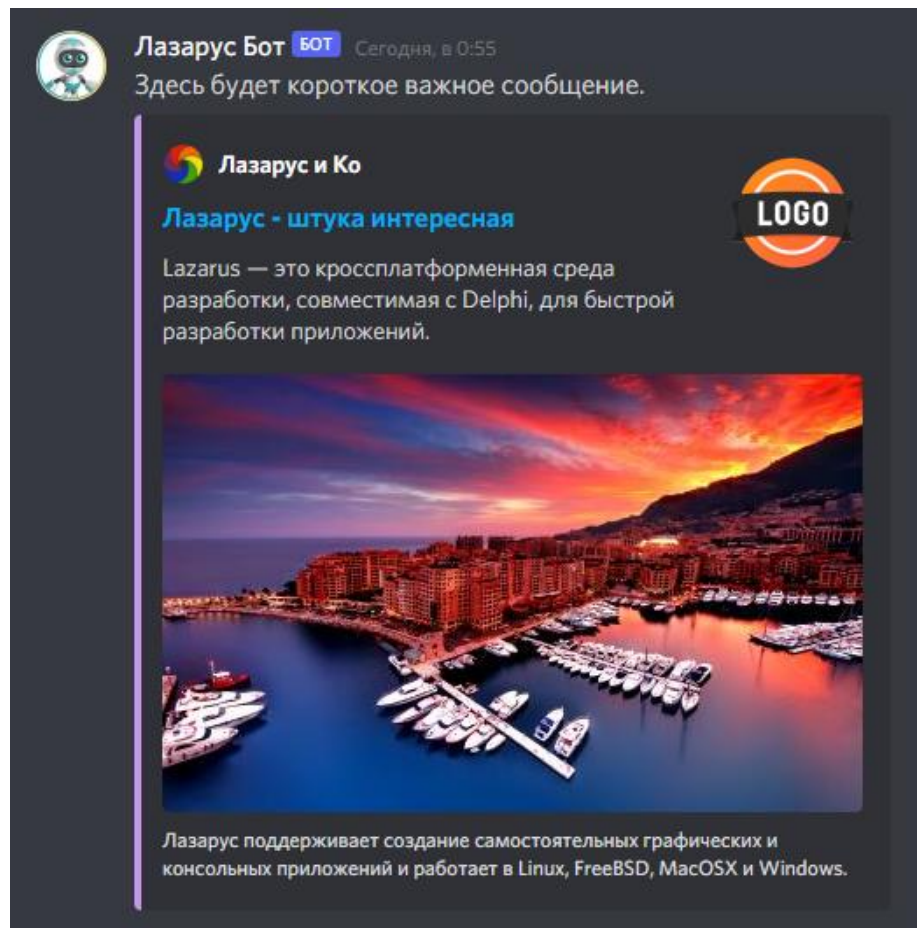 Лазарус Бот БОТ Сегодня, в 0:55
Здесь будет короткое важное сообщение.
Лазарус и Ко
LOGO
Лазарус - штука интересная
Lazarus — это кроссплатформенная среда
разработки, совместимая с Delphi, для быстрой
разработки приложений.
Лазарус поддерживает создание самостоятельных графических и
консольных приложений и работает в Linux, FreeBSD, MacOSX и Windows.